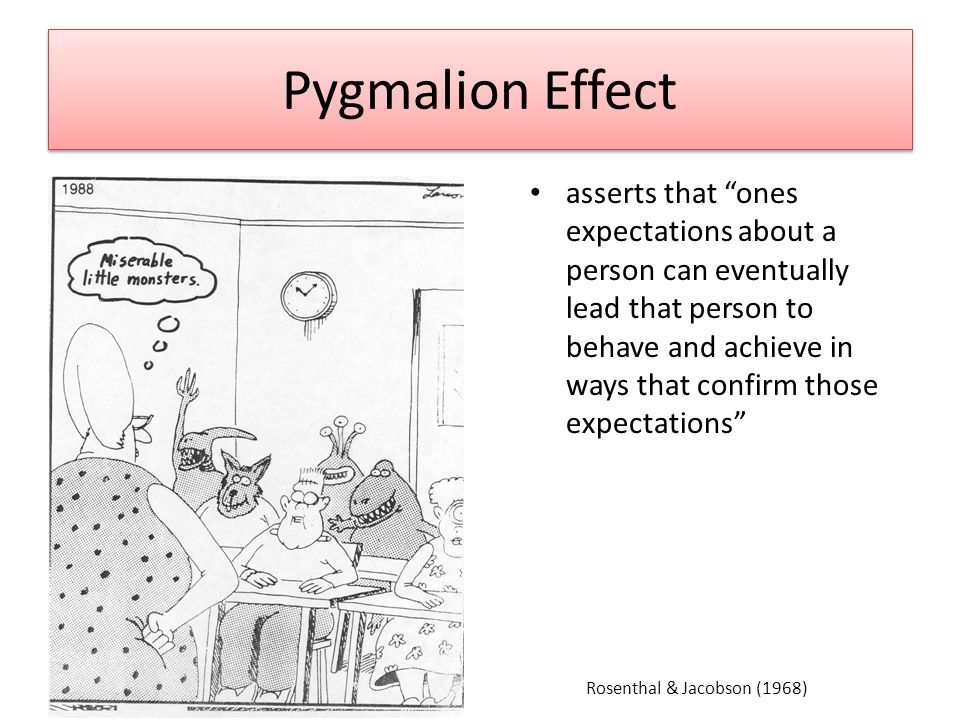 Pygmalion Effect
1988
Larson
Miserable
little monsters.
• asserts that “ones
expectations about a
person can eventually
lead that person to
behave and achieve in
ways that confirm those
expectations”
Rosenthal & Jacobson (1968)